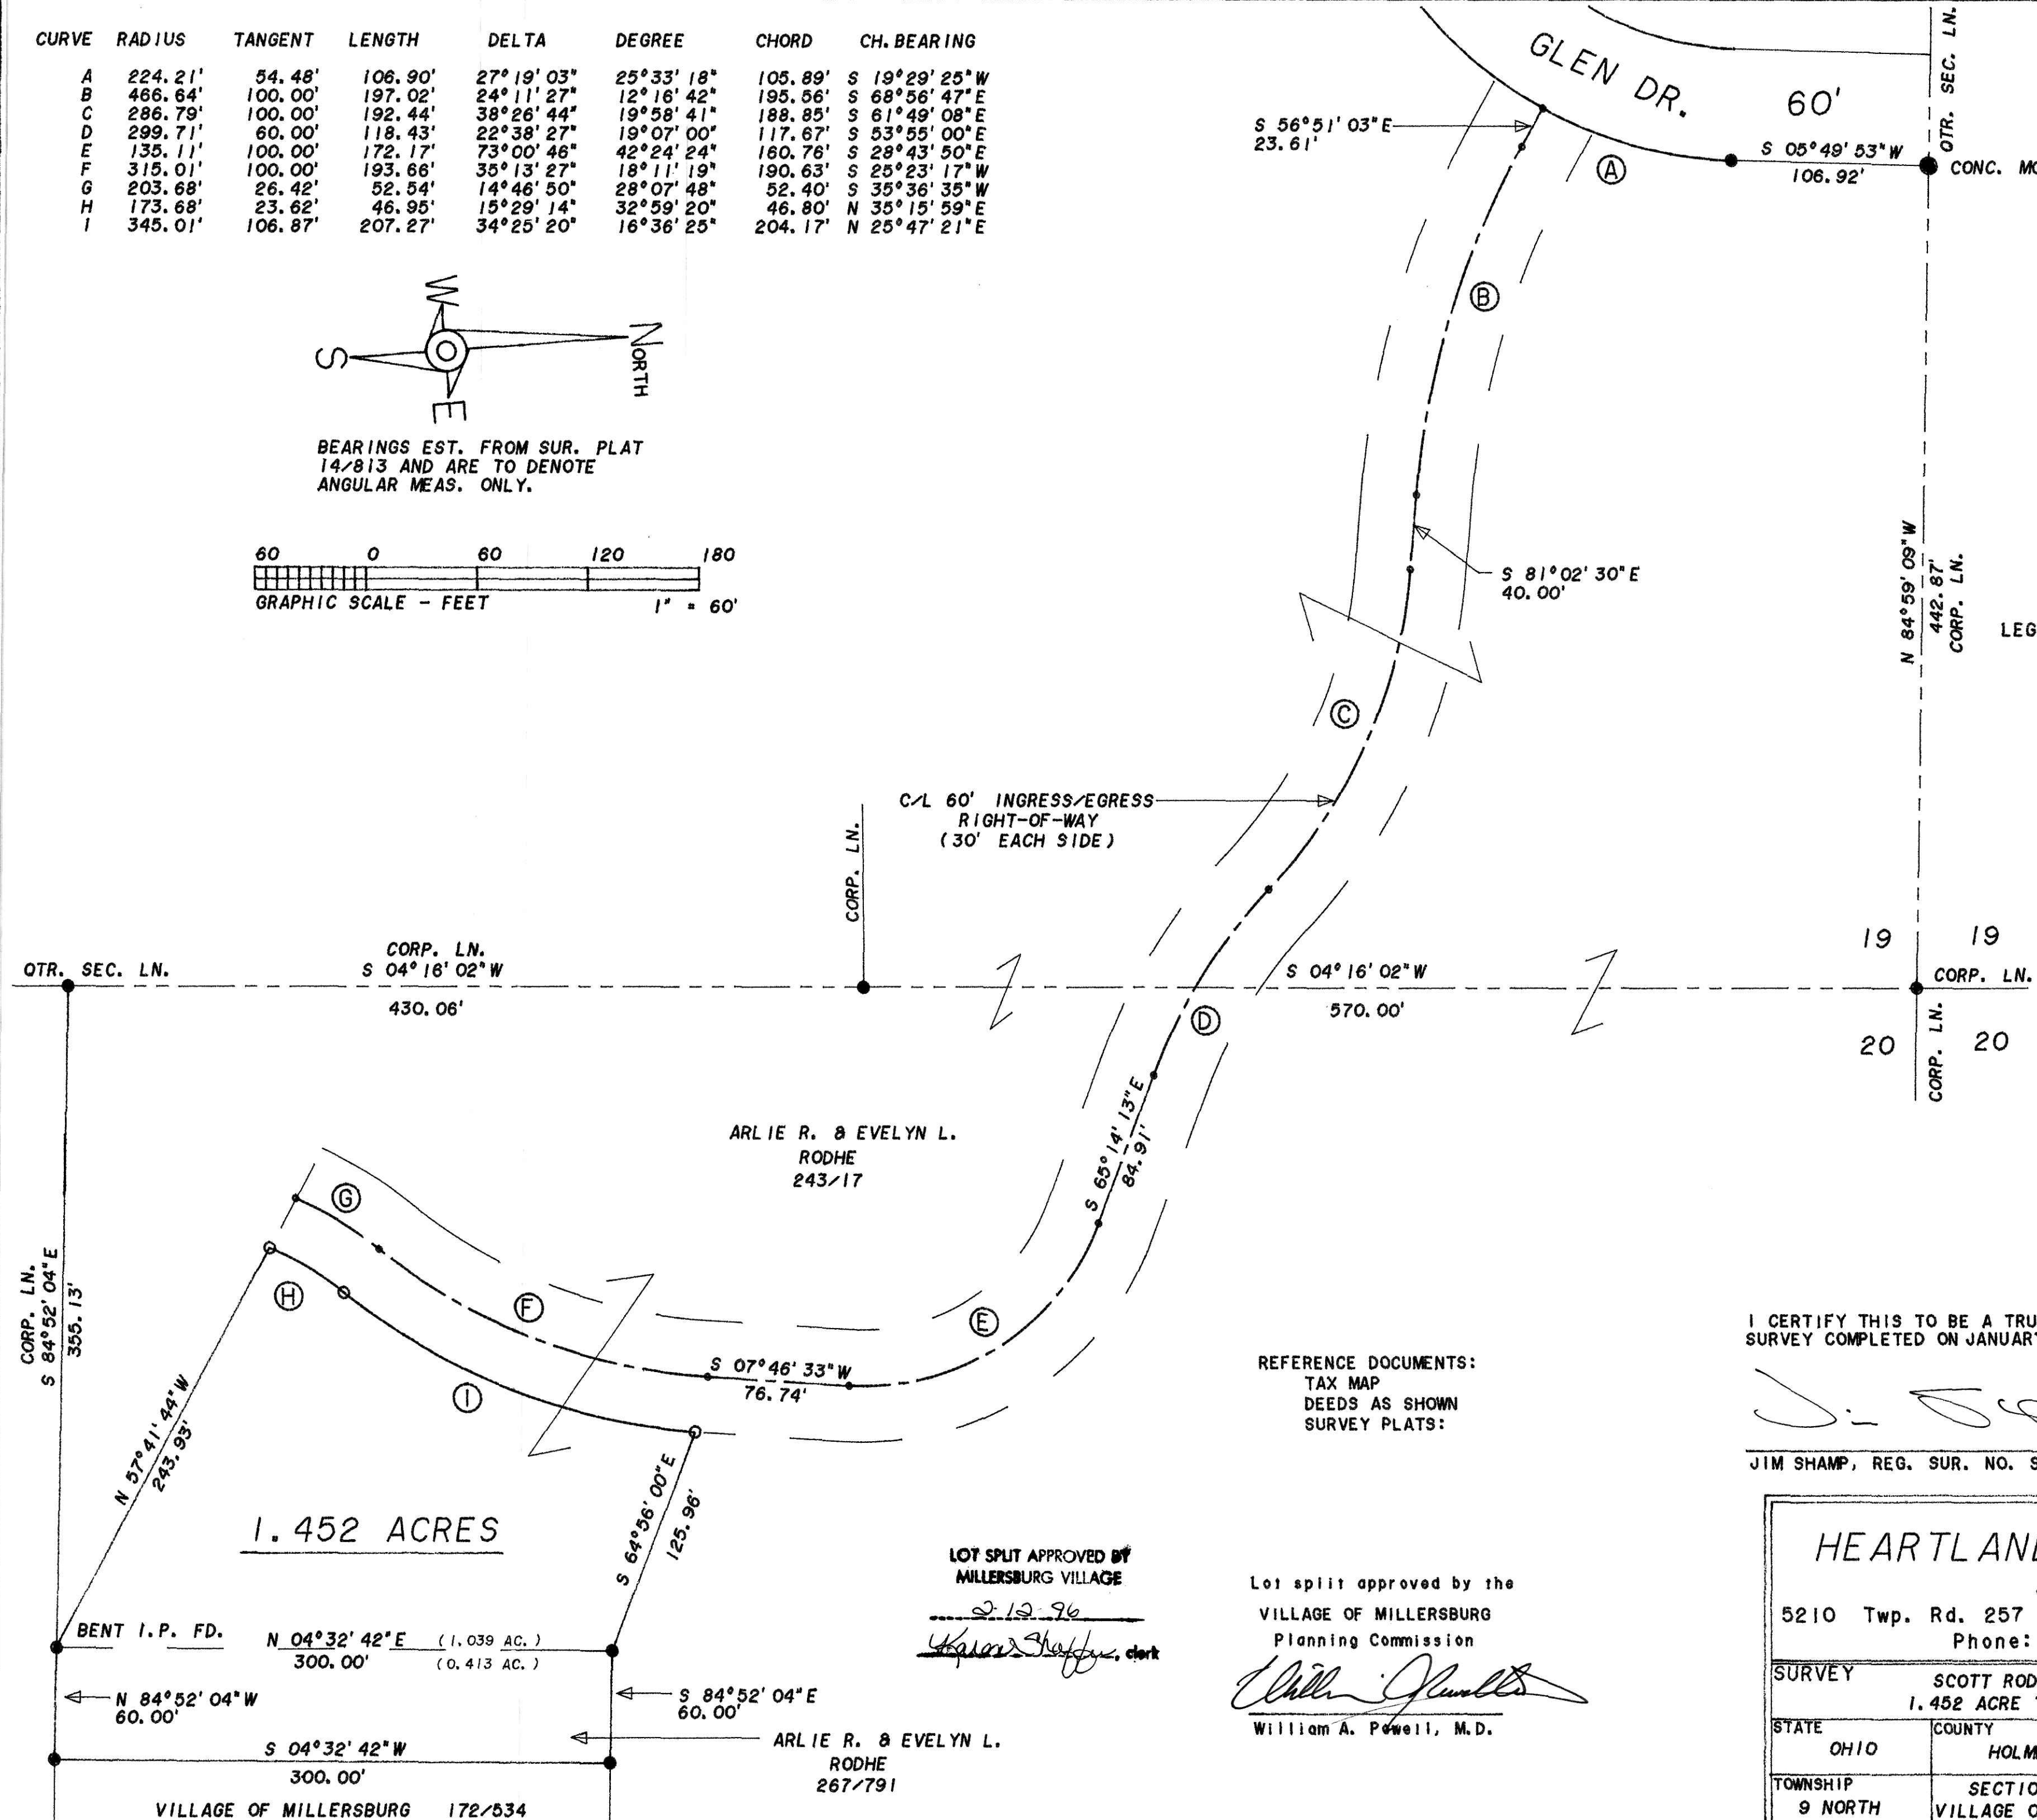 CURVE RADIUS TANGENT LENGTH DELTA DEGREE CHORD CH. BEARING
A 224.21' 54.48' 106.90' 27°19'03" 25°33'18" 105.89' S 19°29'25"W
B 466.64' 100.00' 197.02' 24°11'27" 12°16'42" 195.56' S 68°56'47"E
C 286.79' 100.00' 192.44' 38°26'44" 19°58'41" 188.85' S 61°49'08"E
D 299.71' 60.00' 118.43' 22°38'27" 19°07'00" 117.67' S 53°55'00"E
E 135.11' 100.00' 172.17' 73°00'46" 42°24'24" 160.76' S 28°43'50"E
F 315.01' 100.00' 193.66' 35°13'27" 18°11'19" 190.63' S 25°23'17"W
G 203.68' 26.42' 52.54' 14°46'50" 28°07'48" 52.40' S 35°36'35"W
H 173.68' 23.62' 46.95' 15°29'14" 32°59'20" 46.80' N 35°15'59"E
I 345.01' 106.87' 207.27' 34°25'20" 16°36'25" 204.17' N 25°47'21"E
GLEN DR.
60'
QTR. SEC. LN.
S 56°51'03"E
23.61'
S 05°49'53"W
106.92'
CONC. MO
A
B
W
S
NORTH
E
BEARINGS EST. FROM SUR. PLAT
14/813 AND ARE TO DENOTE
ANGULAR MEAS. ONLY.
60 0 60 120 180
GRAPHIC SCALE - FEET 1" = 60'
S 81°02'30"E
40.00'
N 84°59'09"W
442.87'
CORP. LN.
LEG
C
C/L 60' INGRESS/EGRESS
RIGHT-OF-WAY
(30' EACH SIDE)
CORP. LN.
19 19
QTR. SEC. LN.
CORP. LN.
S 04°16'02"W
430.06'
S 04°16'02"W
570.00'
CORP. LN.
D
20 20
CORP. LN.
ARLIE R. & EVELYN L.
RODHE
243/17
S 65°14'13"E
84.91'
G
H
F
E
I
CORP. LN.
S 84°52'04"E
355.13'
S 07°46'33"W
76.74'
N 57°41'44"W
243.93'
S 64°56'00"E
125.96'
1.452 ACRES
I CERTIFY THIS TO BE A TRU
SURVEY COMPLETED ON JANUAR
REFERENCE DOCUMENTS:
TAX MAP
DEEDS AS SHOWN
SURVEY PLATS:
JIM SHAMP, REG. SUR. NO. S
LOT SPLIT APPROVED BY
MILLERSBURG VILLAGE
2-12-96
, clerk
Lot split approved by the
VILLAGE OF MILLERSBURG
Planning Commission
William A. Powell, M.D.
HEARTLAN
5210 Twp. Rd. 257
Phone:
SURVEY SCOTT ROD
1.452 ACRE
STATE COUNTY
OHIO HOLM
TOWNSHIP SECTIO
9 NORTH VILLAGE O
BENT I.P. FD.
N 04°32'42"E (1.039 AC.)
300.00' (0.413 AC.)
N 84°52'04"W
60.00'
S 84°52'04"E
60.00'
S 04°32'42"W
300.00'
ARLIE R. & EVELYN L.
RODHE
267/791
VILLAGE OF MILLERSBURG 172/534